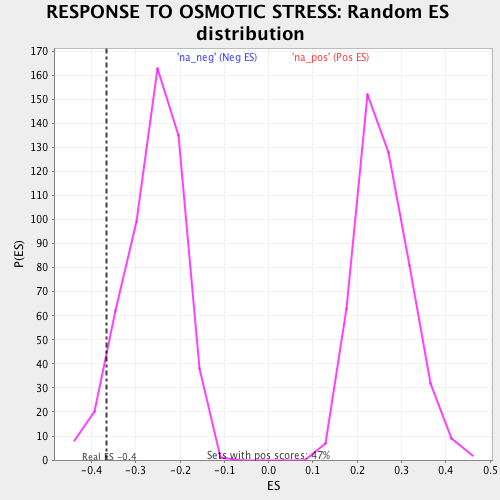 RESPONSE TO OSMOTIC STRESS: Random ES
distribution
'na_neg' (Neg ES) 'na_pos' (Pos ES)
170
160
150
140
130
120
110
100
90
80
70
60
50
40
30
20
10
0
P(ES)
Real ES -0.4 Sets with pos scores: 47%
-0.4 -0.3 -0.2 -0.1 0.0 0.1 0.2 0.3 0.4 0.5
ES